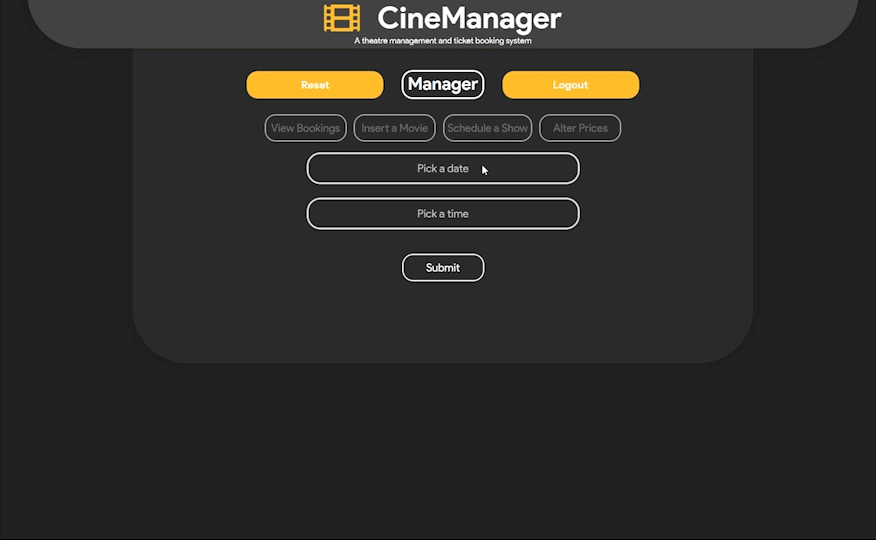 CineManager
A theatre management and ticket booking system
Reset
Manager
Logout
View Bookings
Insert a Movie
Schedule a Show
Alter Prices
Pick a date
Pick a time
Submit